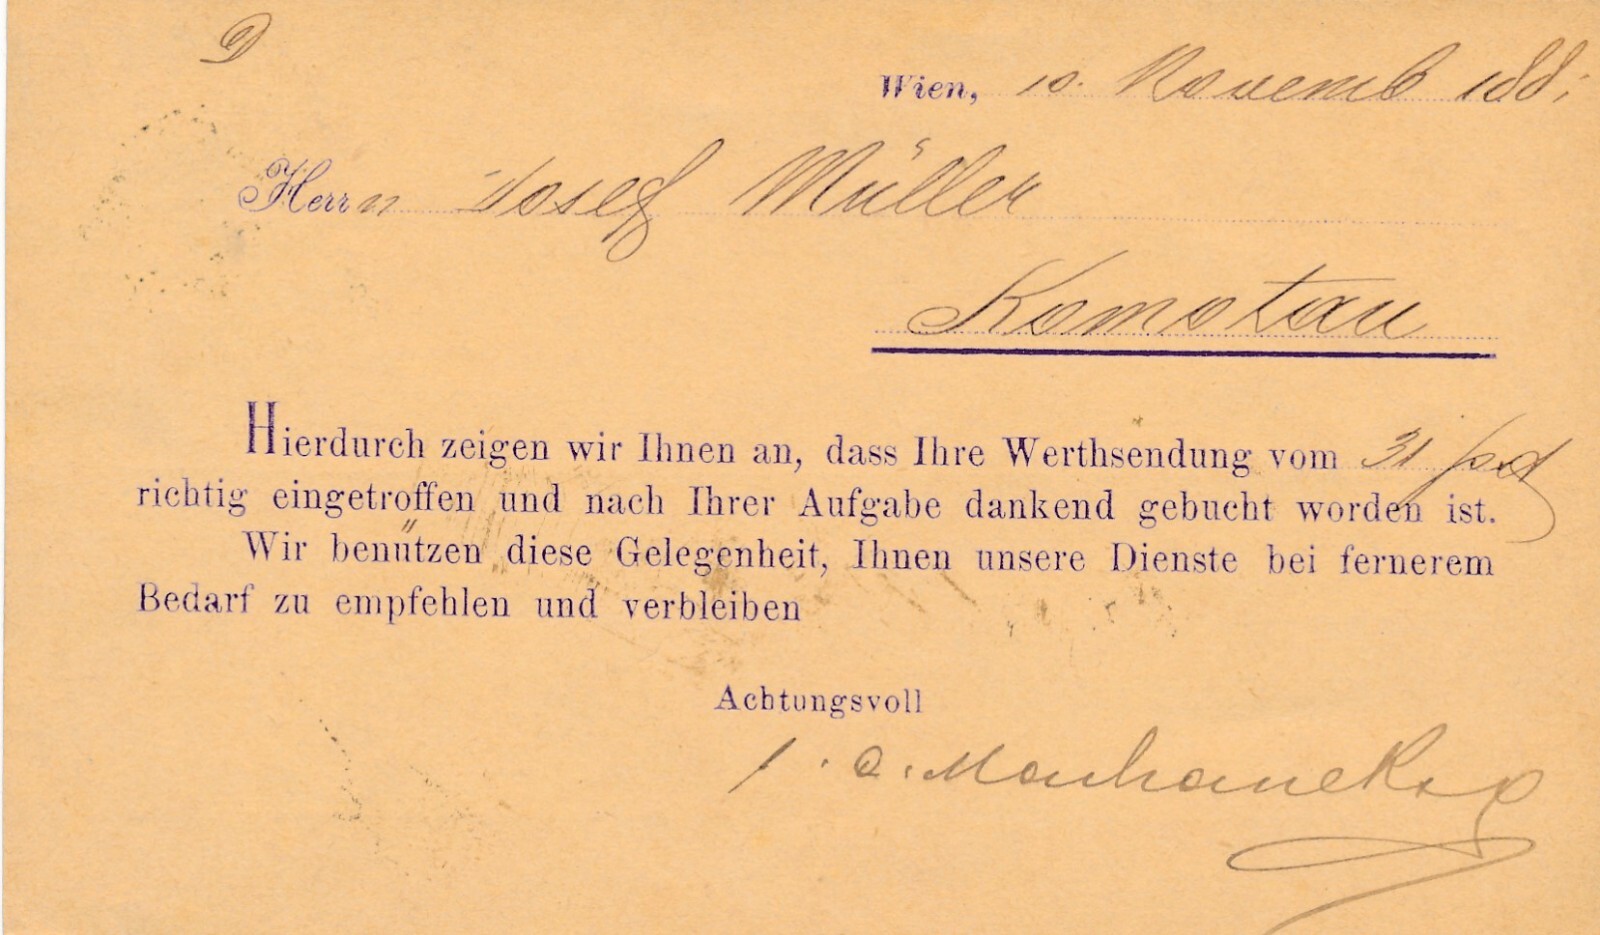 D
Wien, 10. Novemb 188
Herrn Josef Müller
Komotau
Hierdurch zeigen wir Ihnen an, dass Ihre Werthsendung vom 31
richtig eingetroffen und nach Ihrer Aufgabe dankend gebucht worden ist.
Wir benützen diese Gelegenheit, Ihnen unsere Dienste bei fernerem
Bedarf zu empfehlen und verbleiben
Achtungsvoll